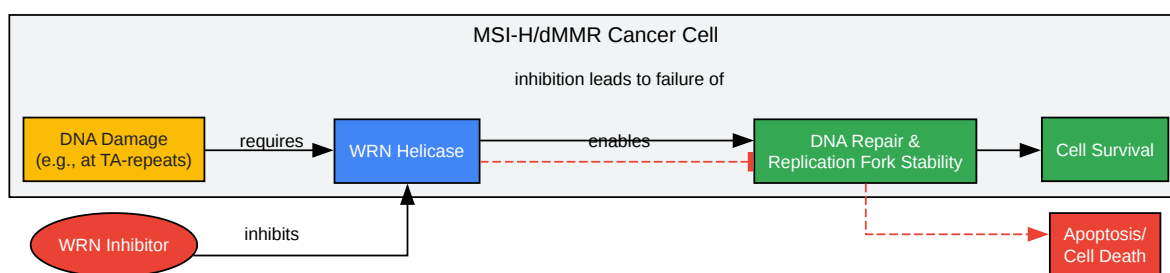 MSI-H/dMMR Cancer Cell
inhibition leads to failure of
DNA Damage
(e.g., at TA-repeats)
requires
WRN Helicase
enables
DNA Repair &
Replication Fork Stability
Cell Survival
WRN Inhibitor
inhibits
Apoptosis/
Cell Death